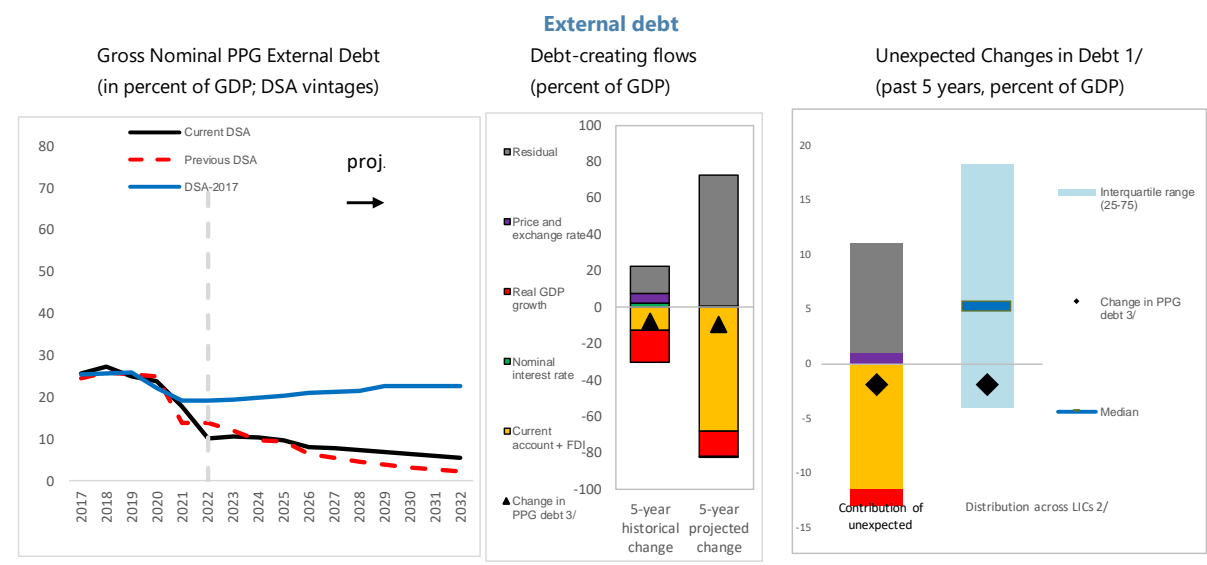 External debt
Gross Nominal PPG External Debt
(in percent of GDP; DSA vintages)
Current DSA
Previous DSA
DSA-2017
proj.
80
70
60
50
40
30
20
10
0
2017
2018
2019
2020
2021
2022
2023
2024
2025
2026
2027
2028
2029
2030
2031
2032
Debt-creating flows
(percent of GDP)
Residual
Price and
exchange rate
Real GDP
growth
Nominal
interest rate
Current
account + FDI
Change in
PPG debt 3/
100
80
60
40
20
0
-20
-40
-60
-80
-100
5-year
historical
change
5-year
projected
change
Unexpected Changes in Debt 1/
(past 5 years, percent of GDP)
20
15
10
5
0
-5
-10
-15
Interquartile range
(25-75)
Change in PPG
debt 3/
Median
Contribution of
unexpected
Distribution across LICs 2/